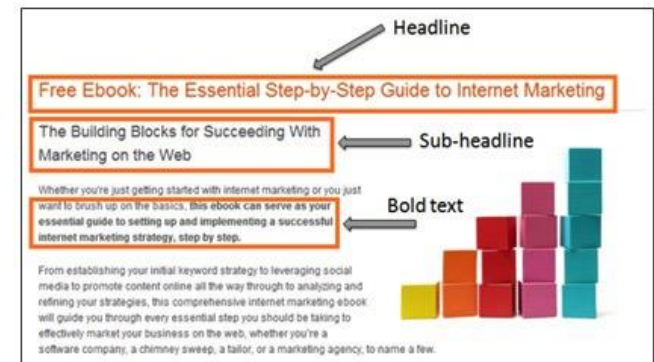 Headline
Free Ebook: The Essential Step-by-Step Guide to Internet Marketing
The Building Blocks for Succeeding With
Marketing on the Web
Sub-headline
Whether you're just getting started with internet marketing or you just
want to brush up on the basics, this ebook can serve as your
essential guide to setting up and implementing a successful
internet marketing strategy, step by step.
Bold text
From establishing your initial keyword strategy to leveraging social
media to promote content online all the way through to analyzing and
refining your strategies, this comprehensive internet marketing ebook
will guide you through every essential step you should be taking to
effectively market your business on the web, whether you're a
software company, a chimney sweep, a tailor, or a marketing agency, to name a few.